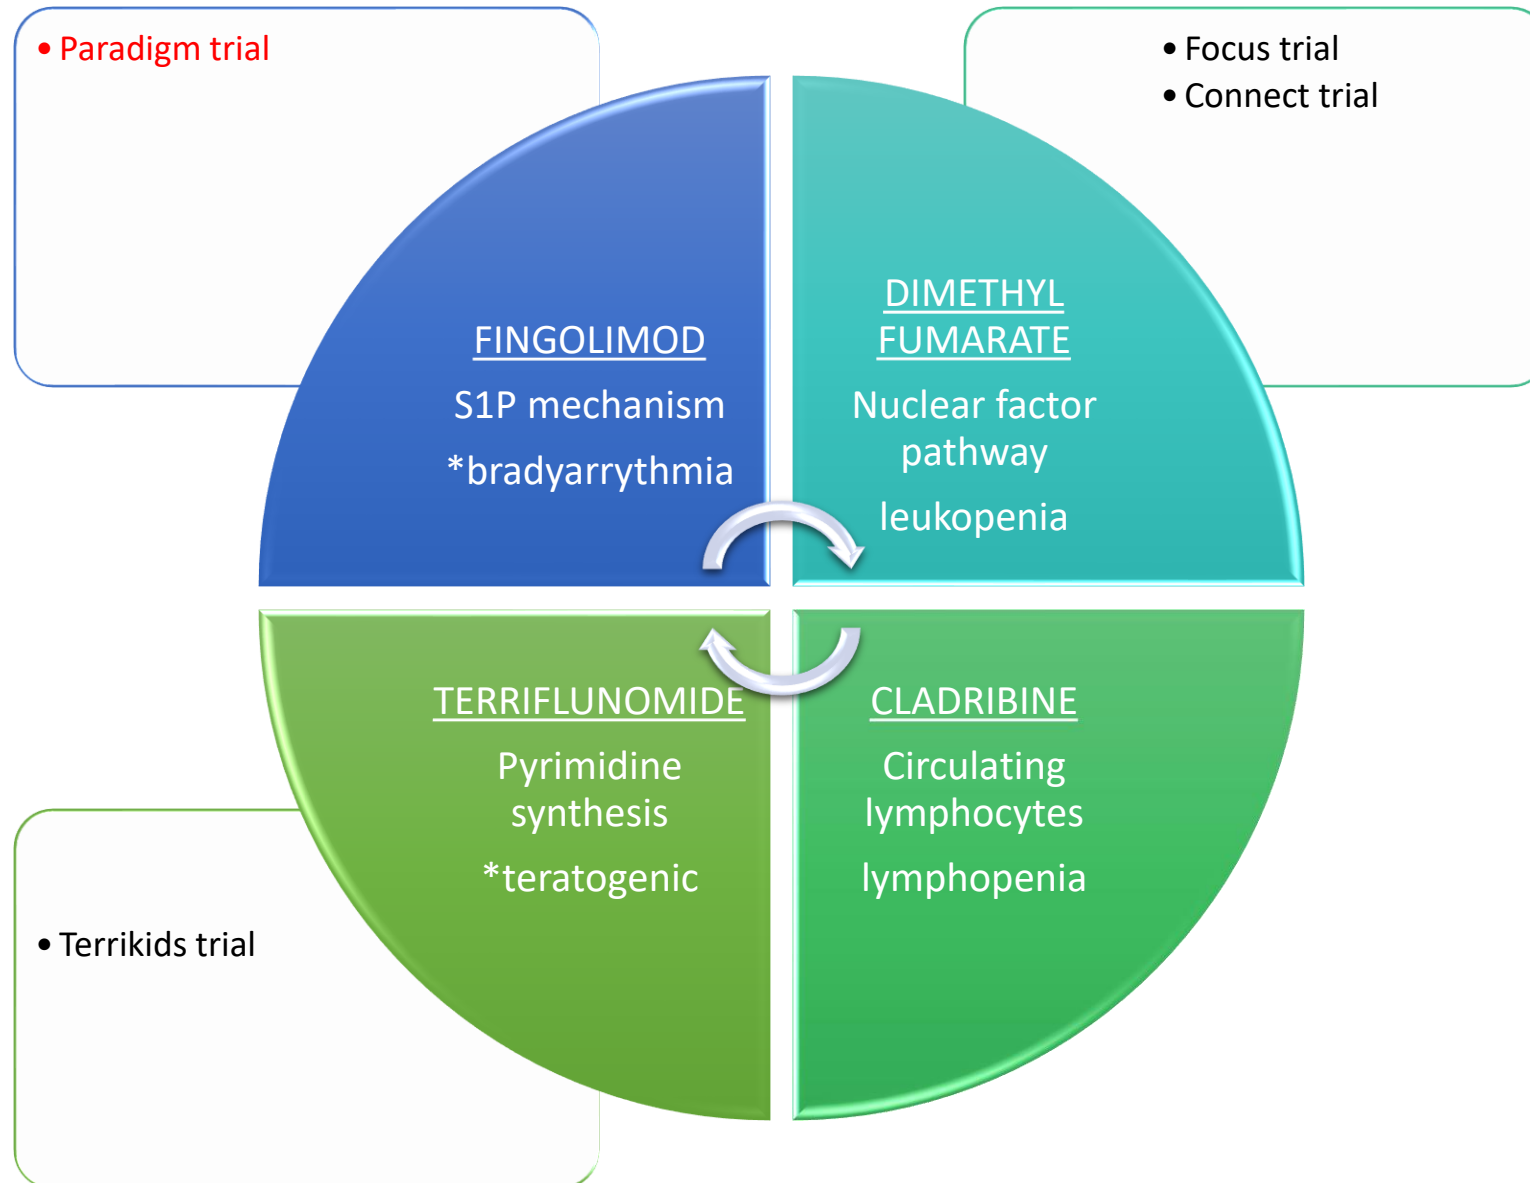 • Paradigm trial
• Focus trial
• Connect trial
FINGOLIMOD
S1P mechanism
*bradyarrythmia
DIMETHYL
FUMARATE
Nuclear factor
pathway
leukopenia
TERRIFLUNOMIDE
Pyrimidine
synthesis
*teratogenic
CLADRIBINE
Circulating
lymphocytes
lymphopenia
• Terrikids trial